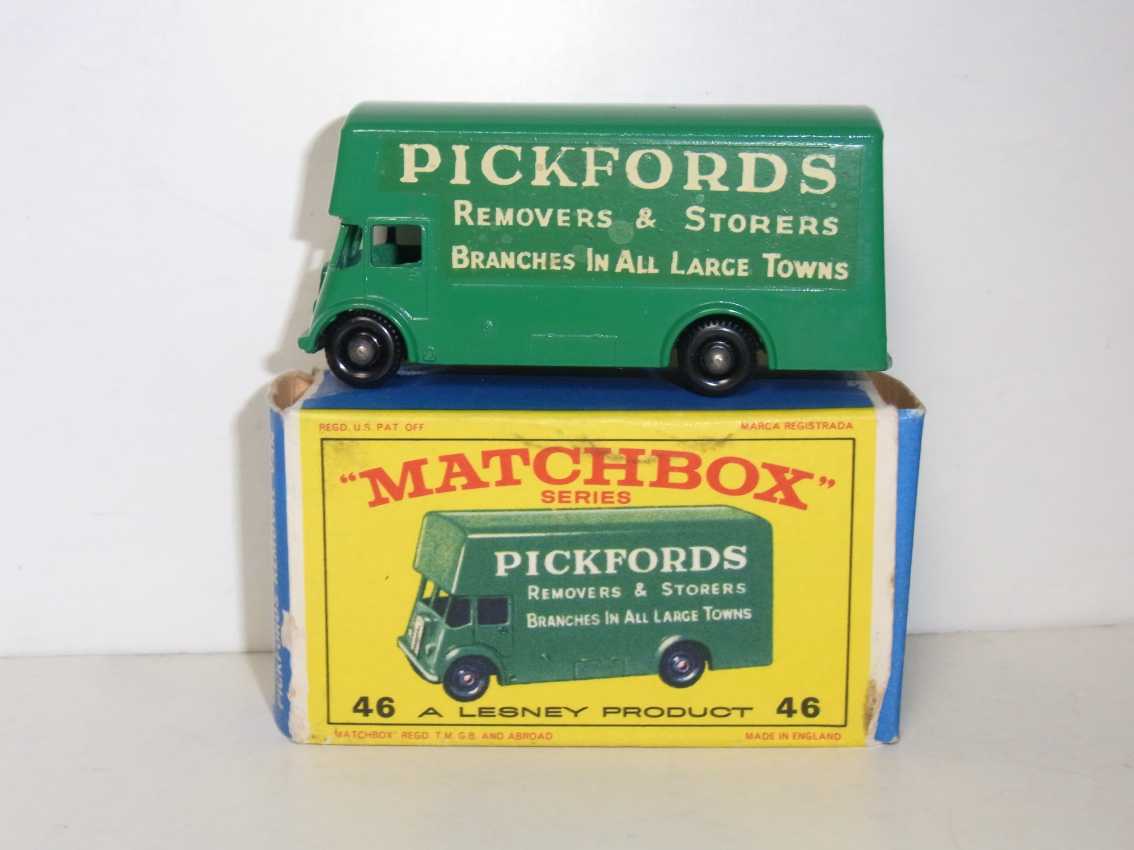 PICKFORDS
REMOVERS & STORERS
BRANCHES IN ALL LARGE TOWNS
REGD. U.S. PAT. OFF MARCA REGISTRADA
"MATCHBOX"
SERIES
PICKFORDS
REMOVERS & STORERS
BRANCHES IN ALL LARGE TOWNS
46 A LESNEY PRODUCT 46
"MATCHBOX" REGD. T.M. G.B. AND ABROAD MADE IN ENGLAND